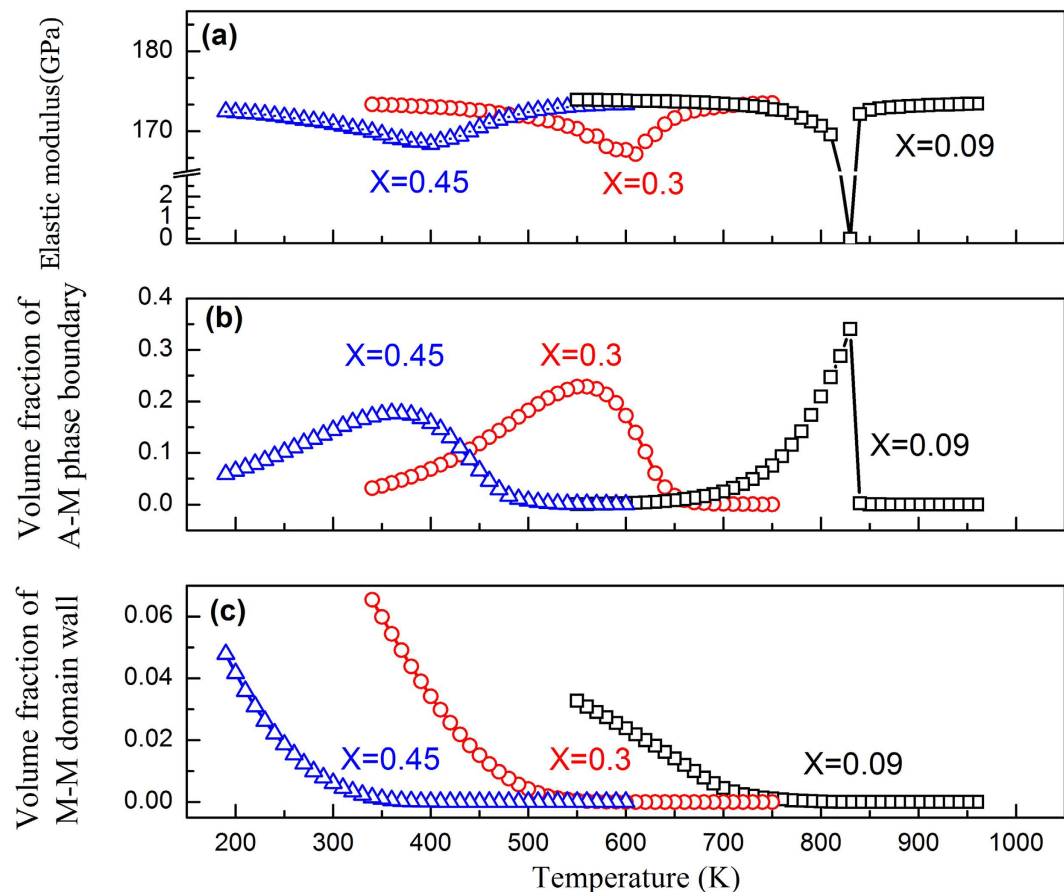 (a)
Elastic modulus(GPa)
180
170
2
1
0
X=0.45
X=0.3
X=0.09
(b)
Volume fraction of
A-M phase boundary
0.4
0.3
0.2
0.1
0.0
X=0.45
X=0.3
X=0.09
(c)
Volume fraction of
M-M domain wall
0.06
0.04
0.02
0.00
X=0.45
X=0.3
X=0.09
200 300 400 500 600 700 800 900 1000
Temperature (K)